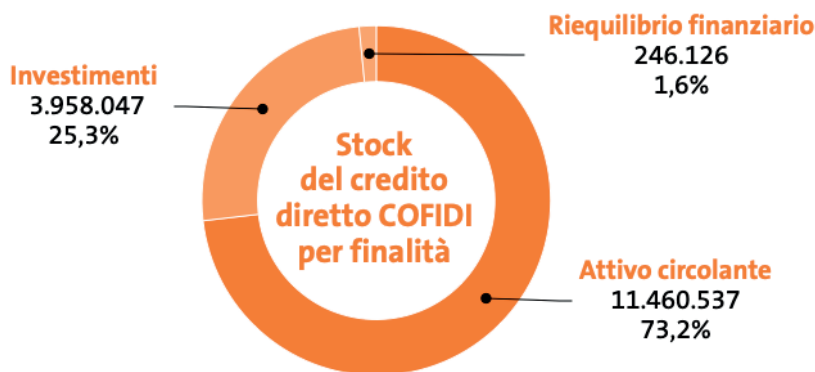 Riequilibrio finanziario
246.126
1,6%
Investimenti
3.958.047
25,3%
Stock
del credito
diretto COFIDI
per finalità
Attivo circolante
11.460.537
73,2%